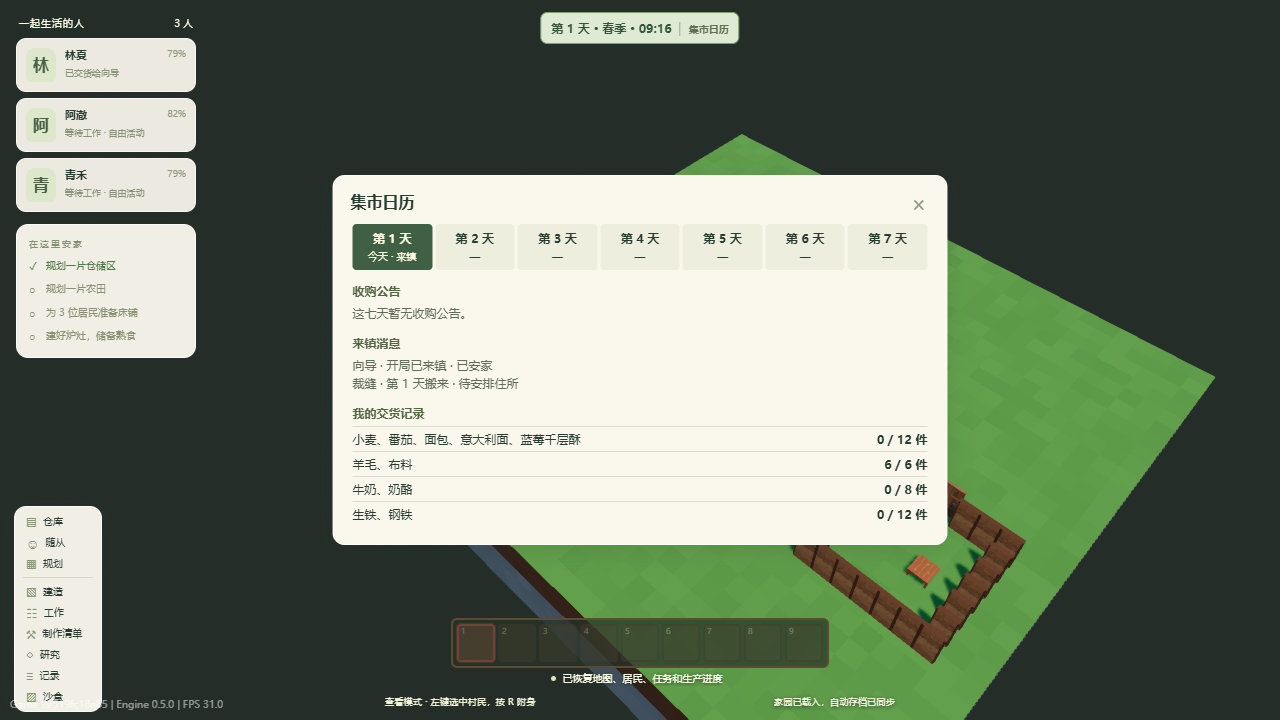 一起生活的人 3 人
林 林夏 79%
已交货给向导
阿 阿澈 82%
等待工作 · 自由活动
青 青禾 79%
等待工作 · 自由活动
在这里安家
✓ 规划一片仓储区
○ 规划一片农田
○ 为 3 位居民准备床铺
○ 建好炉灶，储备熟食
第 1 天 • 春季 • 09:16 | 集市日历
集市日历 ×
第 1 天 第 2 天 第 3 天 第 4 天 第 5 天 第 6 天 第 7 天
今天 · 来镇 — — — — — —
收购公告
这七天暂无收购公告。
来镇消息
向导 · 开局已来镇 · 已安家
裁缝 · 第 1 天搬来 · 待安排住所
我的交货记录
小麦、番茄、面包、意大利面、蓝莓千层酥 0 / 12 件
羊毛、布料 6 / 6 件
牛奶、奶酪 0 / 8 件
生铁、钢铁 0 / 12 件
仓库
随从
规划
建造
工作
制作清单
研究
记录
沙盒
1 2 3 4 5 6 7 8 9
• 已恢复地图、居民、任务和生产进度
查看模式 · 左键选中村民，按 R 附身
家园已载入，自动存档已同步
| Engine 0.5.0 | FPS 31.0